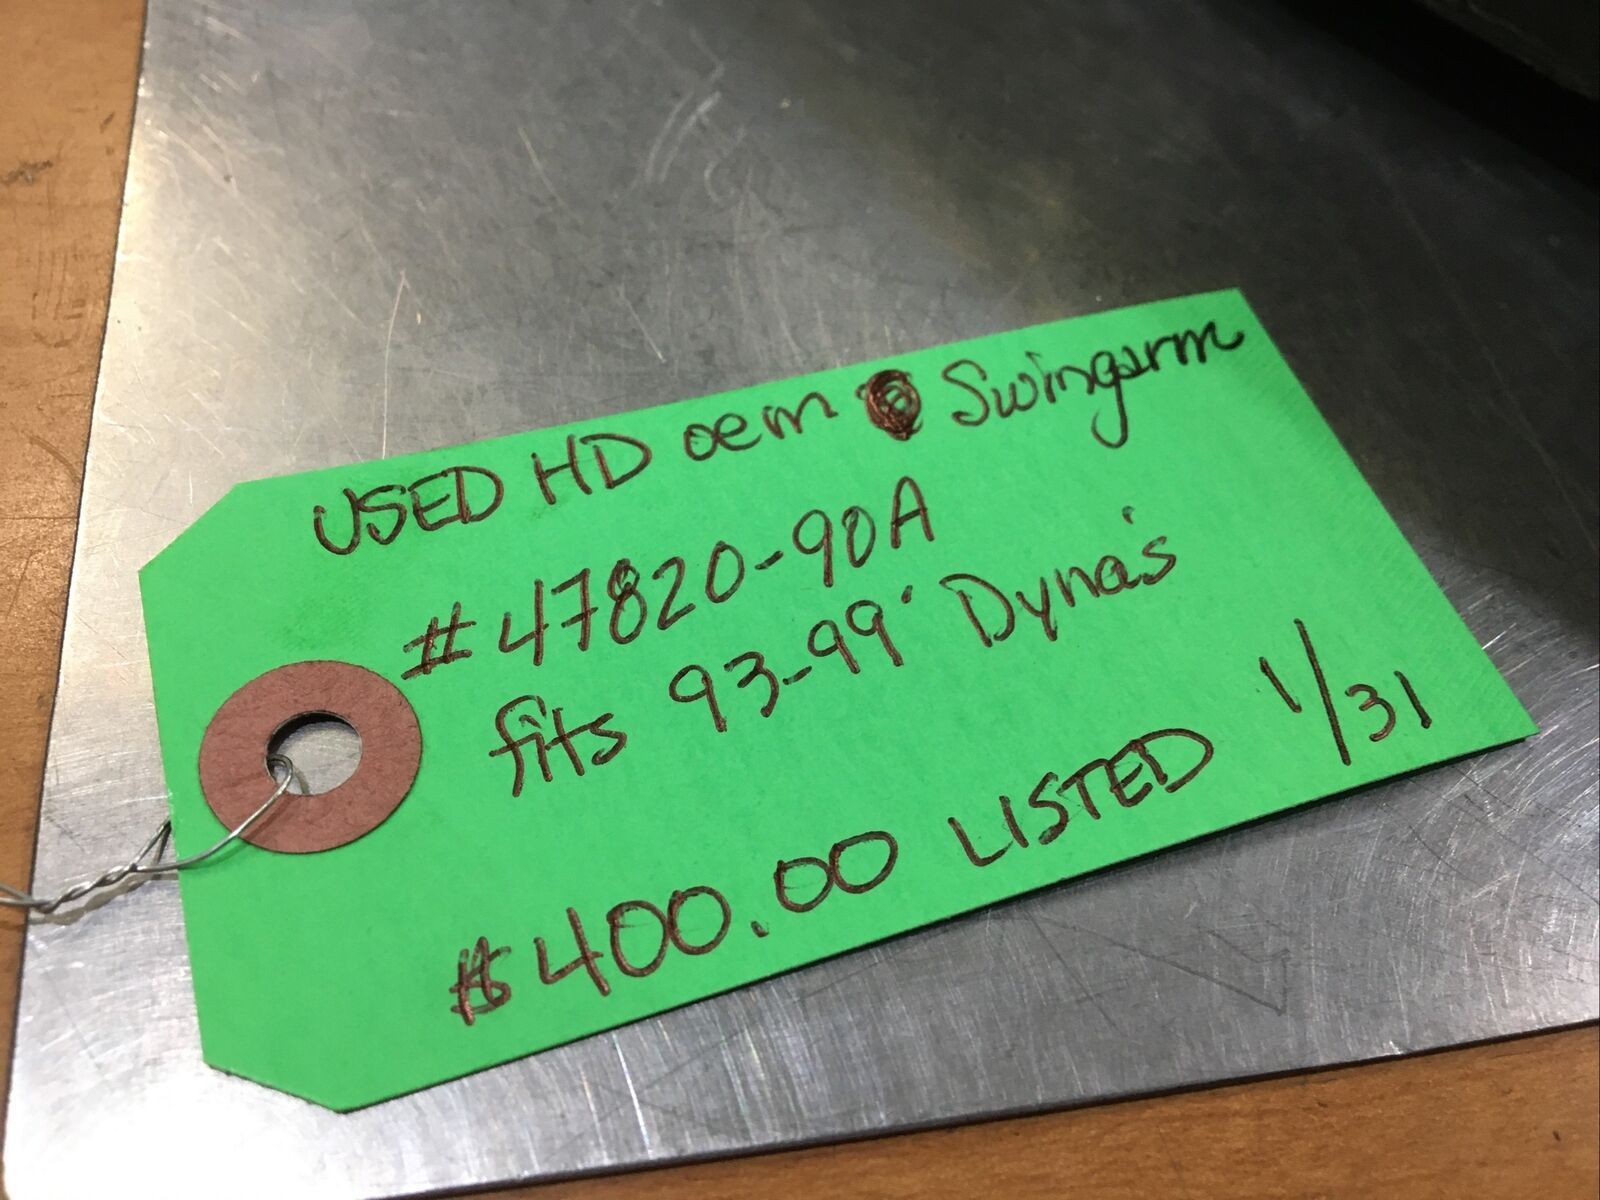 USED HD oem Swingarm
# 47820-90A
fits 93-99' Dyna's
$400.00 LISTED 1/31